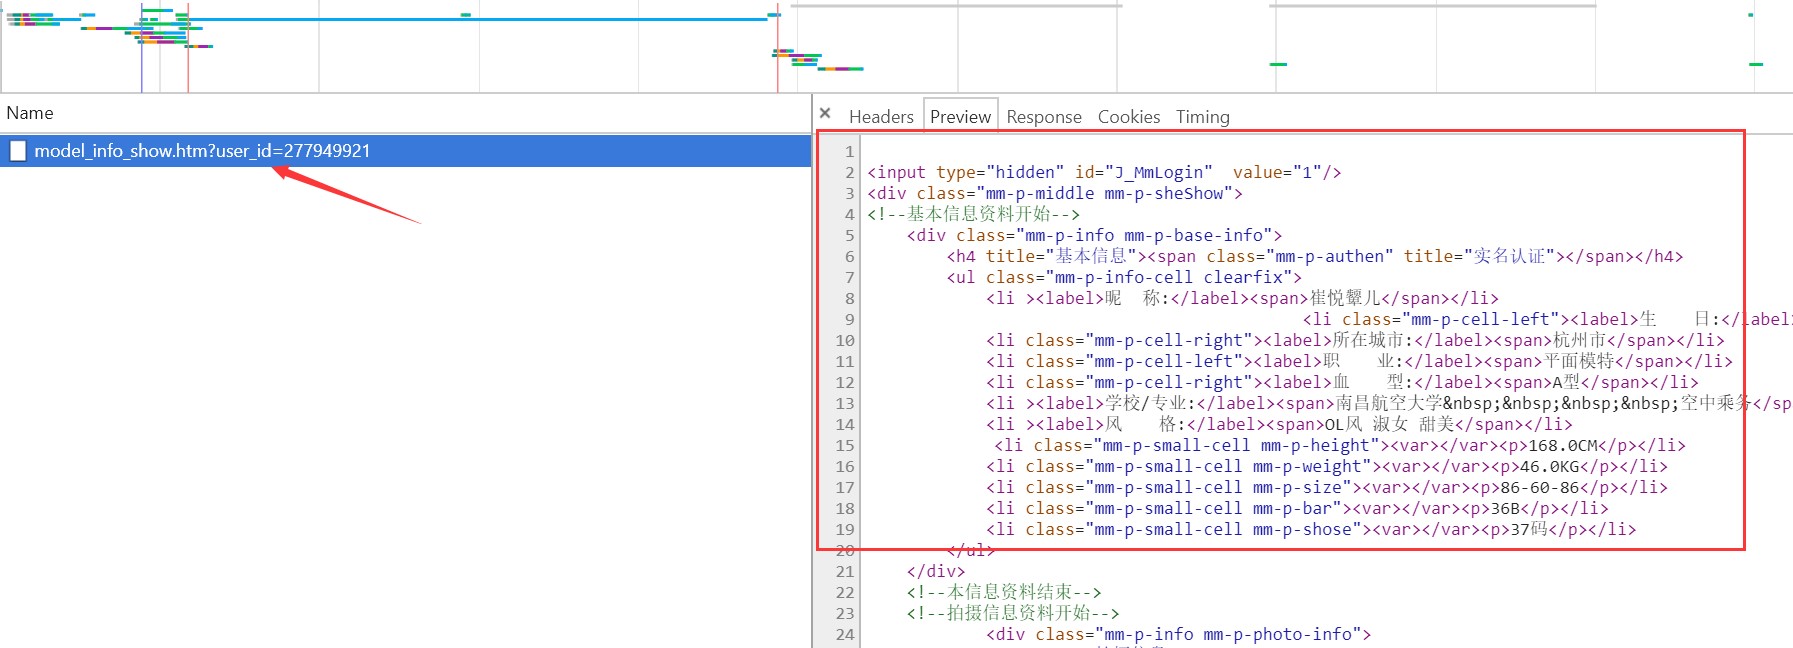 Name
model_info_show.htm?user_id=277949921
× Headers Preview Response Cookies Timing
1
2 <input type="hidden" id="J_MmLogin"  value="1"/>
3 <div class="mm-p-middle mm-p-sheShow">
4 <!--基本信息资料开始-->
5 <div class="mm-p-info mm-p-base-info">
6 <h4 title="基本信息"><span class="mm-p-authen" title="实名认证"></span></h4>
7 <ul class="mm-p-info-cell clearfix">
8 <li ><label>昵  称:</label><span>崔悦颦儿</span></li>
9 <li class="mm-p-cell-left"><label>生    日:</label
10 <li class="mm-p-cell-right"><label>所在城市:</label><span>杭州市</span></li>
11 <li class="mm-p-cell-left"><label>职    业:</label><span>平面模特</span></li>
12 <li class="mm-p-cell-right"><label>血    型:</label><span>A型</span></li>
13 <li ><label>学校/专业:</label><span>南昌航空大学&nbsp;&nbsp;&nbsp;&nbsp;空中乘务</sp
14 <li ><label>风    格:</label><span>OL风 淑女 甜美</span></li>
15 <li class="mm-p-small-cell mm-p-height"><var></var><p>168.0CM</p></li>
16 <li class="mm-p-small-cell mm-p-weight"><var></var><p>46.0KG</p></li>
17 <li class="mm-p-small-cell mm-p-size"><var></var><p>86-60-86</p></li>
18 <li class="mm-p-small-cell mm-p-bar"><var></var><p>36B</p></li>
19 <li class="mm-p-small-cell mm-p-shose"><var></var><p>37码</p></li>
20 </ul>
21 </div>
22 <!--本信息资料结束-->
23 <!--拍摄信息资料开始-->
24 <div class="mm-p-info mm-p-photo-info">